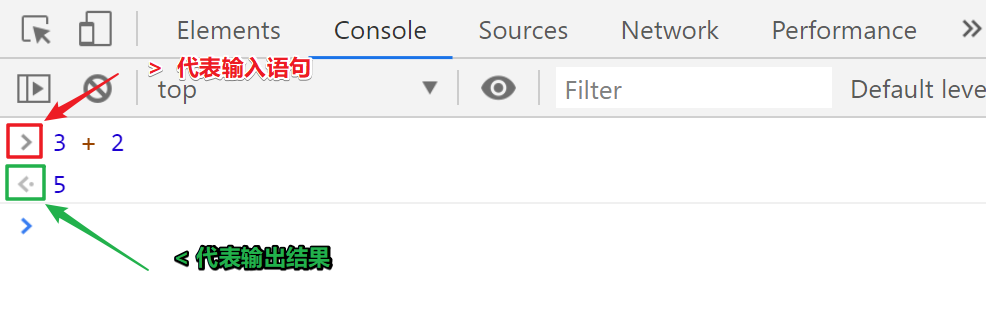 Elements Console Sources Network Performance »
> 代表输入语句
top ▼ Filter Default leve
> 3 + 2
<· 5
>
< 代表输出结果